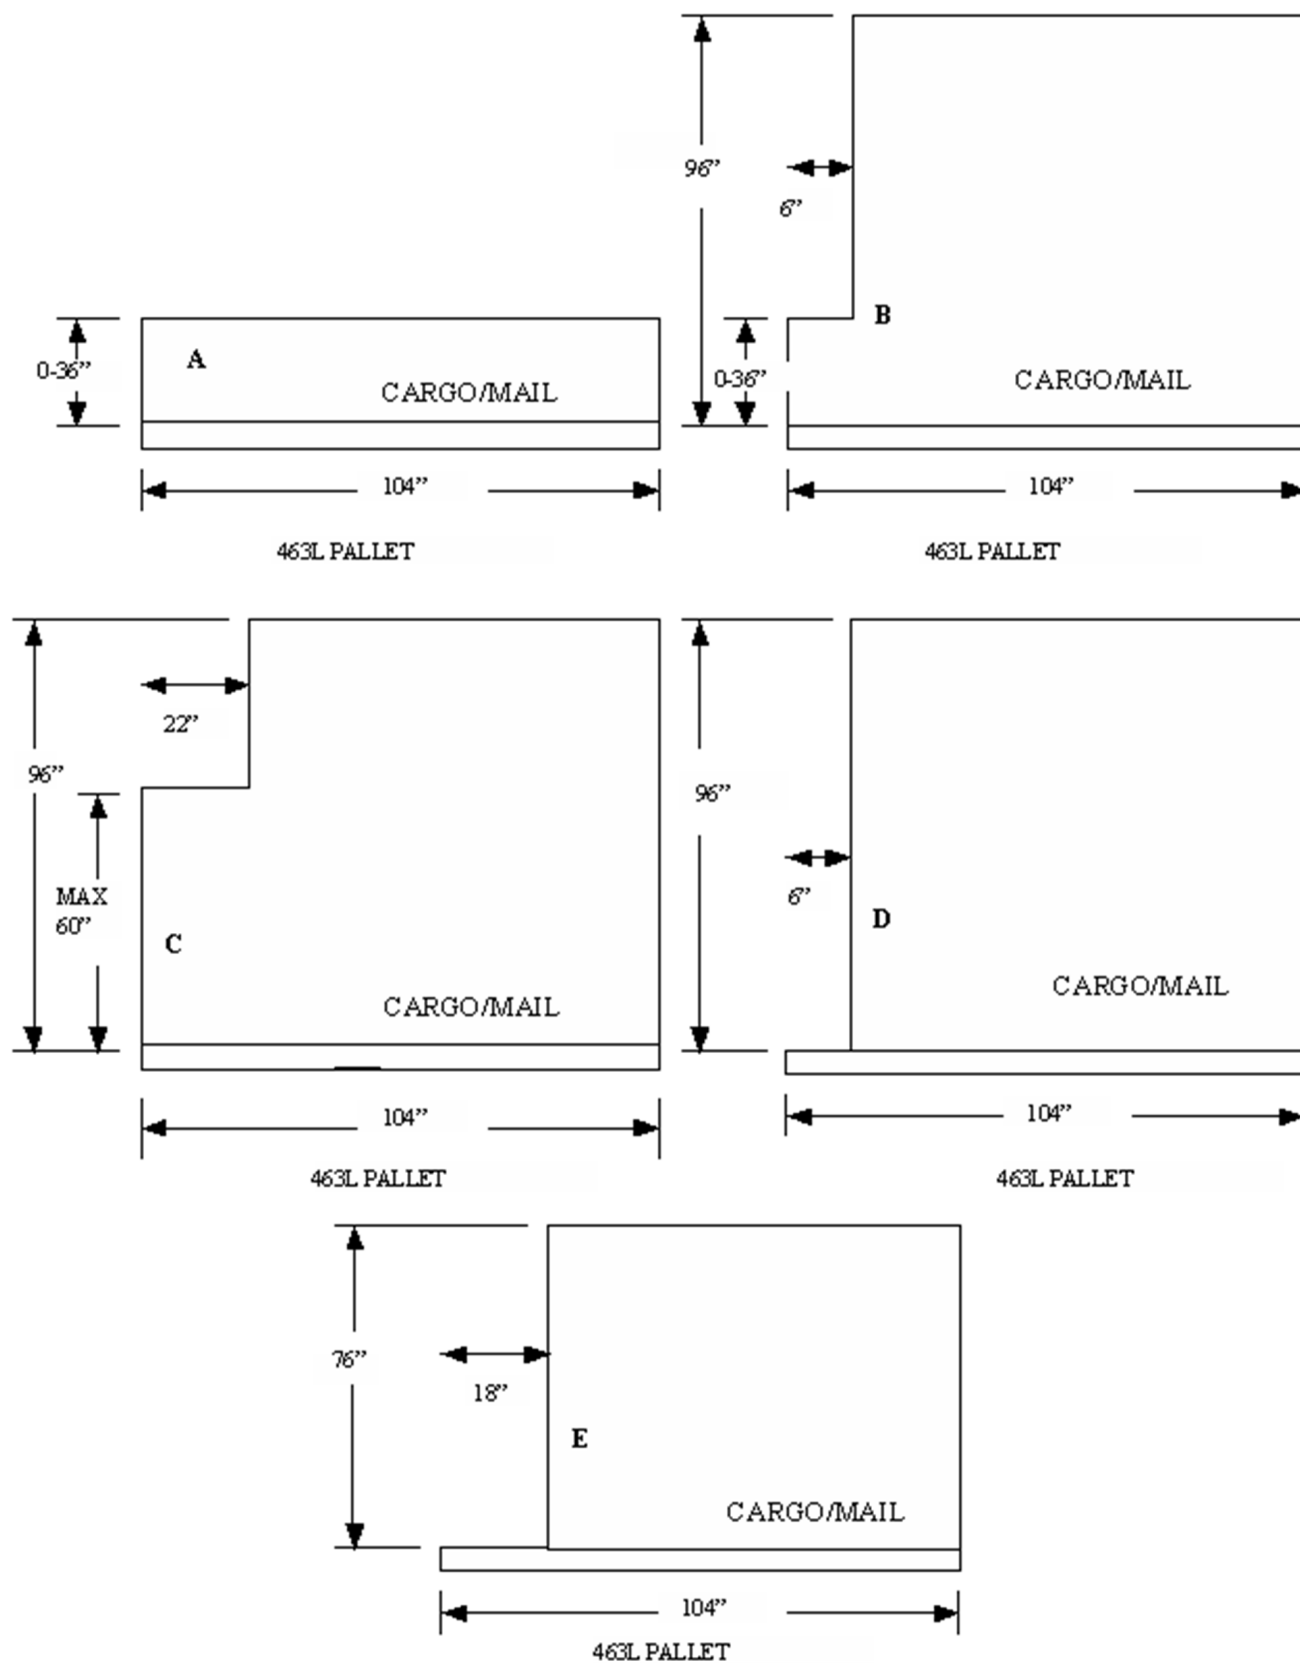 0-36”
A
CARGO/MAIL
104”
463L PALLET
96”
6”
B
0-36”
CARGO/MAIL
104”
463L PALLET
22”
96”
MAX
60”
C
CARGO/MAIL
104”
463L PALLET
96”
6”
D
CARGO/MAIL
104”
463L PALLET
76”
18”
E
CARGO/MAIL
104”
463L PALLET